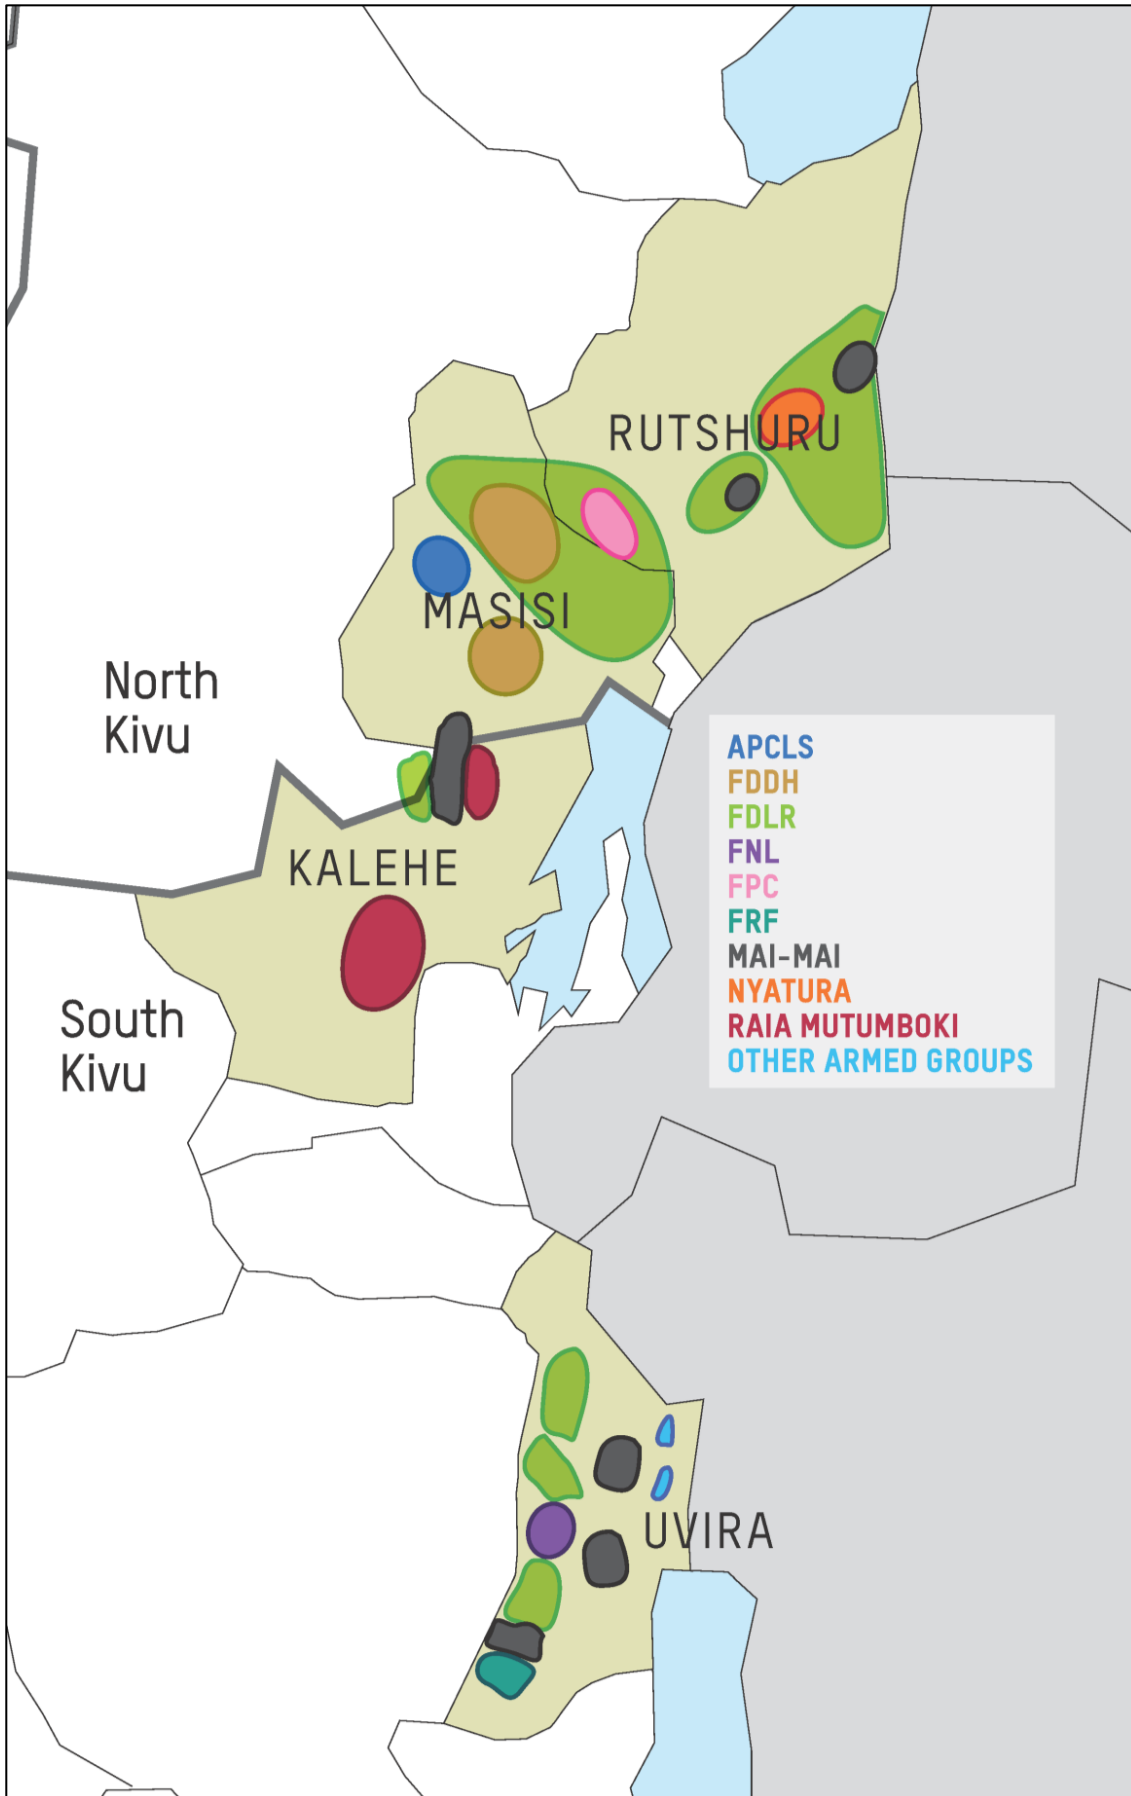 RUTSHURU
MASISI
North
Kivu
KALEHE
South
Kivu
APCLS
FDDH
FDLR
FNL
FPC
FRF
MAI-MAI
NYATURA
RAIA MUTUMBOKI
OTHER ARMED GROUPS
UVIRA